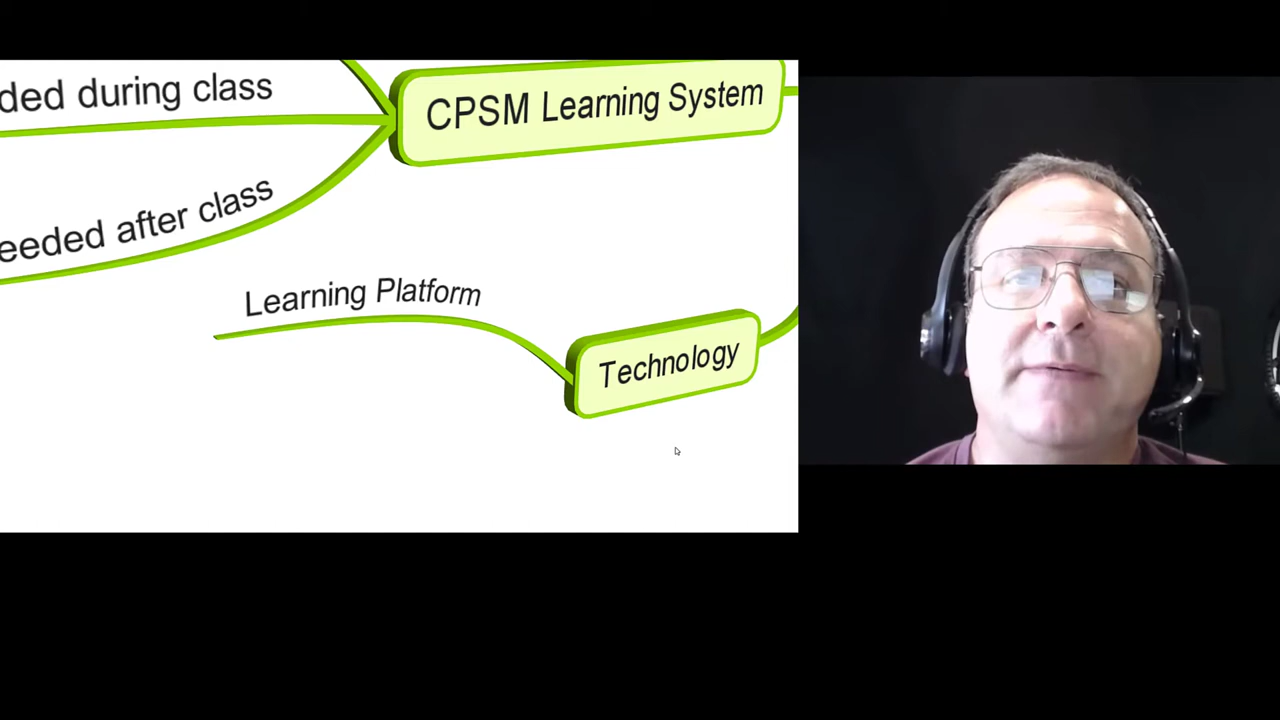 ded during class
CPSM Learning System
eeded after class
Learning Platform
Technology